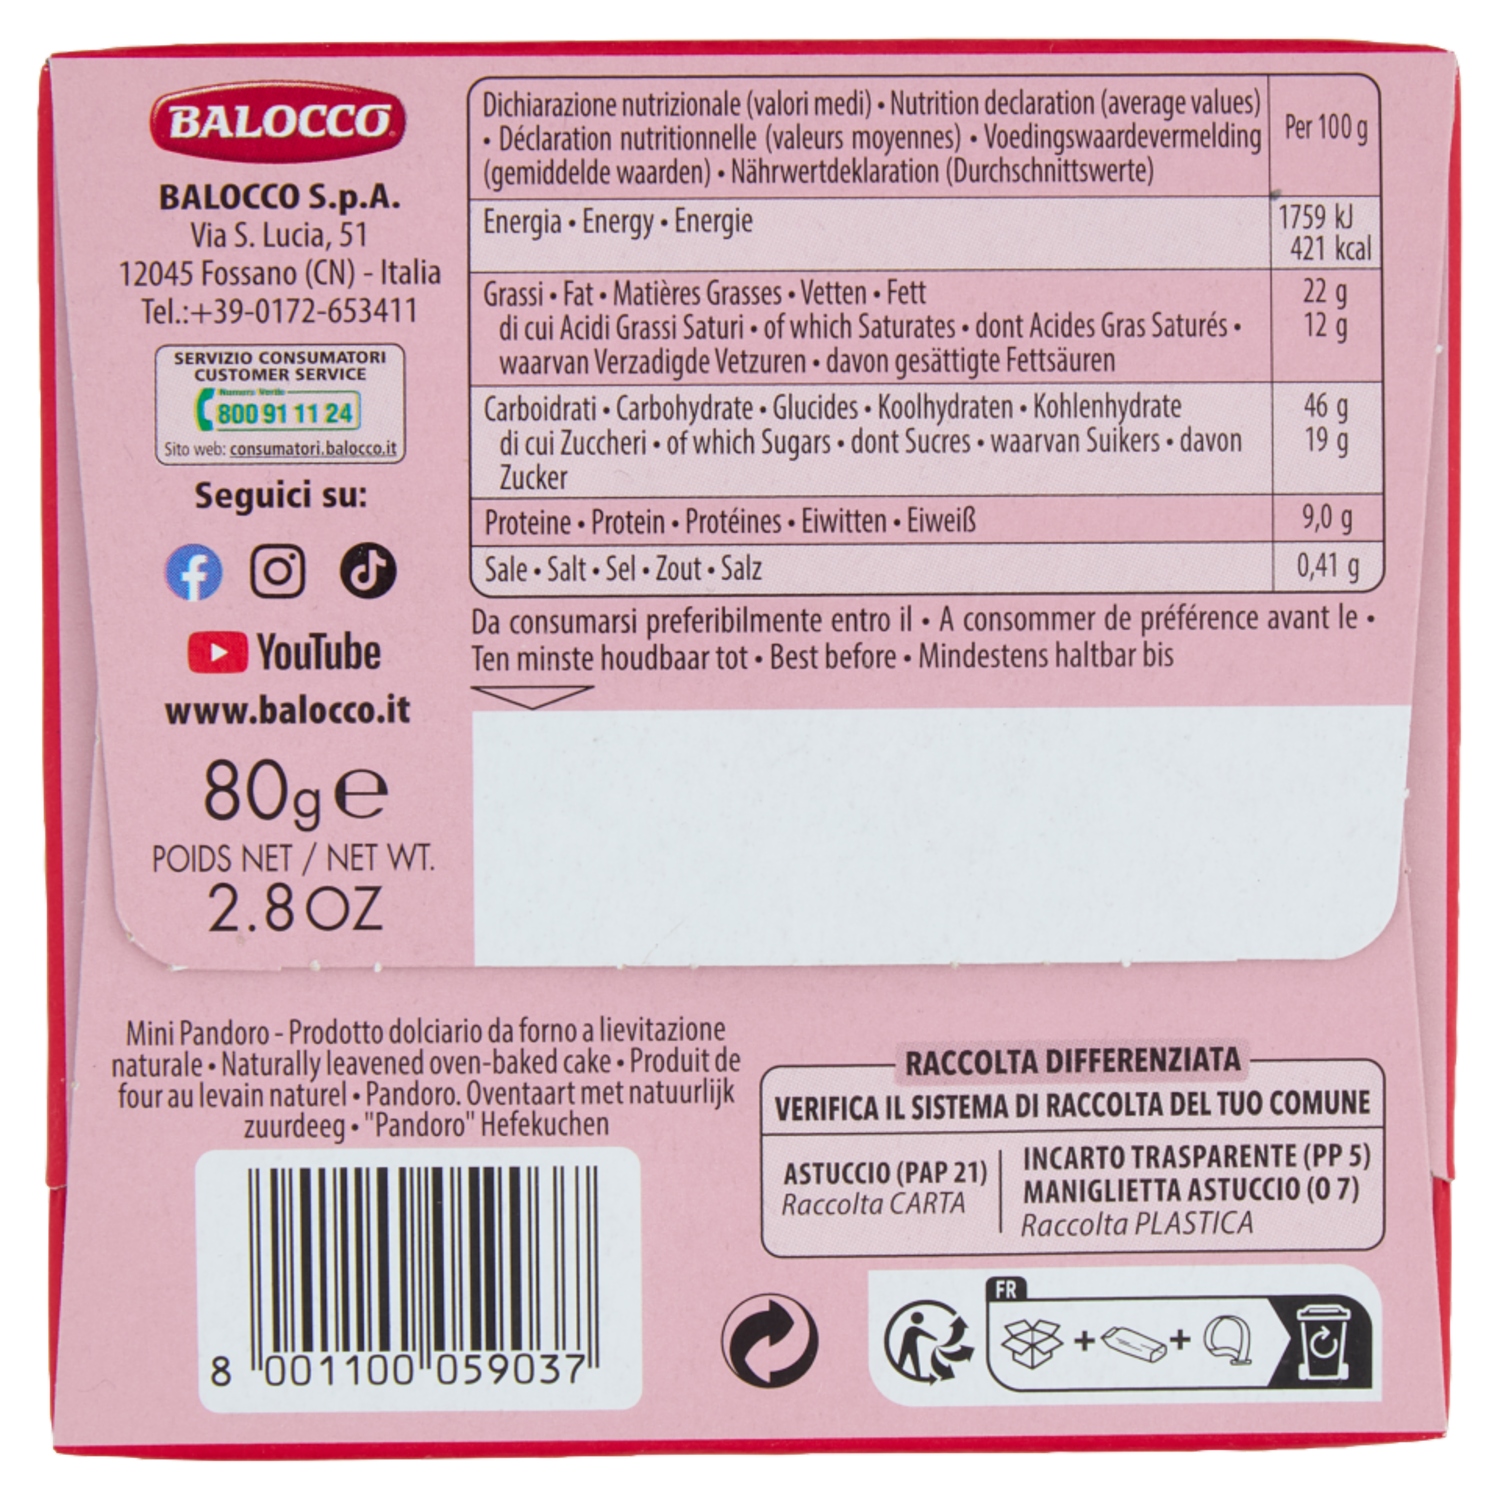 BALOCCO
BALOCCO S.p.A.
Via S. Lucia, 51
12045 Fossano (CN) - Italia
Tel.:+39-0172-653411
SERVIZIO CONSUMATORI
CUSTOMER SERVICE
Numero Verde
800 91 11 24
Sito web: consumatori.balocco.it
Seguici su:
YouTube
www.balocco.it
80g e
POIDS NET / NET WT.
2.8 OZ
Dichiarazione nutrizionale (valori medi) • Nutrition declaration (average values)
• Déclaration nutritionnelle (valeurs moyennes) • Voedingswaardevermelding
(gemiddelde waarden) • Nährwertdeklaration (Durchschnittswerte)
Per 100 g
Energia • Energy • Energie
1759 kJ
421 kcal
Grassi • Fat • Matières Grasses • Vetten • Fett
22 g
di cui Acidi Grassi Saturi • of which Saturates • dont Acides Gras Saturés •
12 g
waarvan Verzadigde Vetzuren • davon gesättigte Fettsäuren
Carboidrati • Carbohydrate • Glucides • Koolhydraten • Kohlenhydrate
46 g
di cui Zuccheri • of which Sugars • dont Sucres • waarvan Suikers • davon
19 g
Zucker
Proteine • Protein • Protéines • Eiwitten • Eiweiß
9,0 g
Sale • Salt • Sel • Zout • Salz
0,41 g
Da consumarsi preferibilmente entro il • A consommer de préférence avant le •
Ten minste houdbaar tot • Best before • Mindestens haltbar bis
Mini Pandoro - Prodotto dolciario da forno a lievitazione
naturale • Naturally leavened oven-baked cake • Produit de
four au levain naturel • Pandoro. Oventaart met natuurlijk
zuurdeeg • "Pandoro" Hefekuchen
8 001100 059037
RACCOLTA DIFFERENZIATA
VERIFICA IL SISTEMA DI RACCOLTA DEL TUO COMUNE
ASTUCCIO (PAP 21)
Raccolta CARTA
INCARTO TRASPARENTE (PP 5)
MANIGLIETTA ASTUCCIO (O 7)
Raccolta PLASTICA
FR